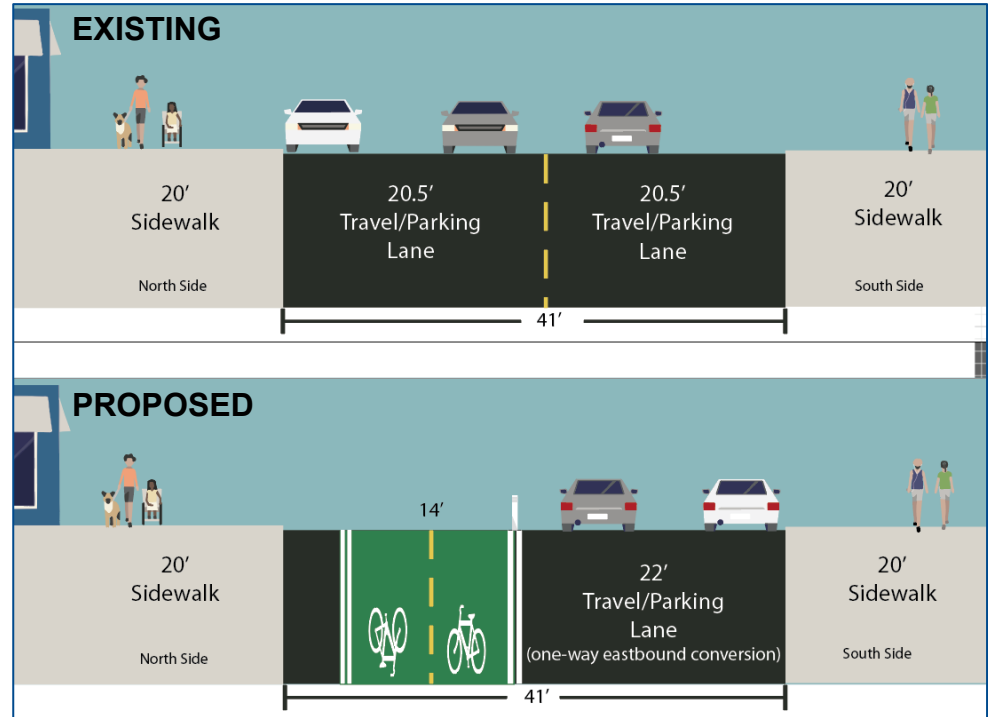 EXISTING
20’
Sidewalk
North Side
20.5’
Travel/Parking
Lane
20.5’
Travel/Parking
Lane
20’
Sidewalk
South Side
41’
PROPOSED
20’
Sidewalk
North Side
14’
22’
Travel/Parking
Lane
(one-way eastbound conversion)
20’
Sidewalk
South Side
41’